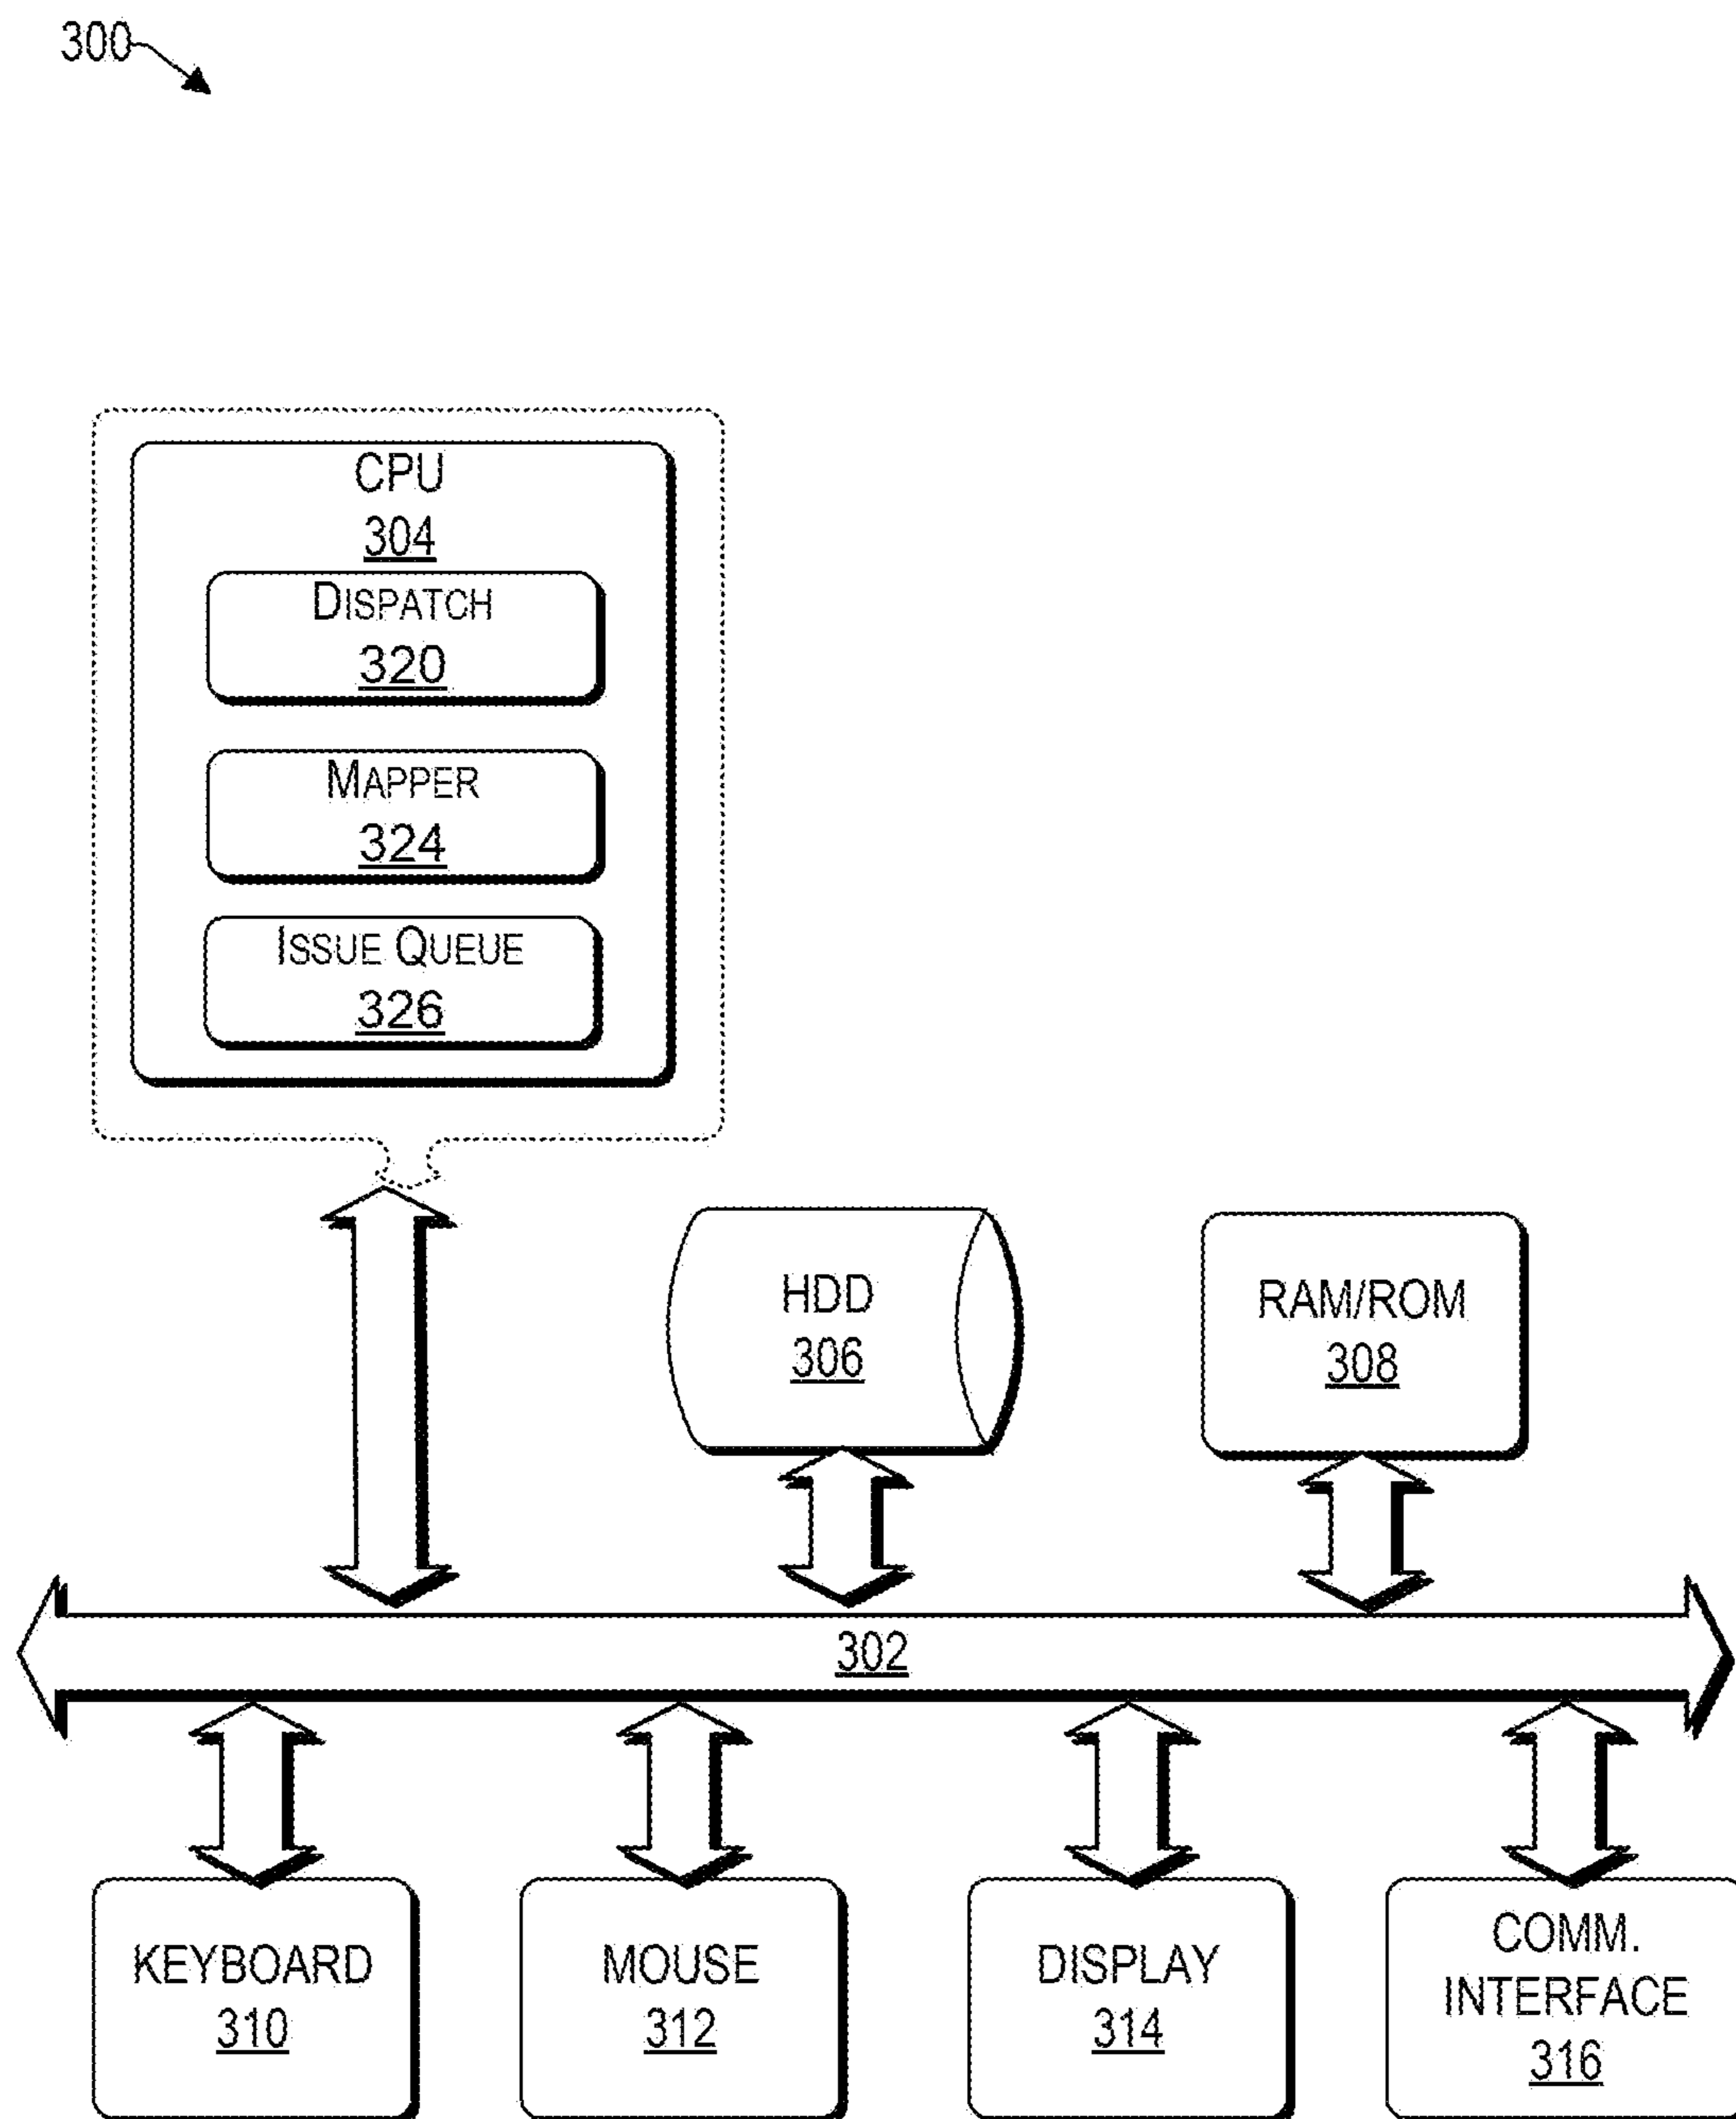 300
CPU
304
DISPATCH
320
MAPPER
324
ISSUE QUEUE
326
HDD
306
RAM/ROM
308
302
KEYBOARD
310
MOUSE
312
DISPLAY
314
COMM.
INTERFACE
316